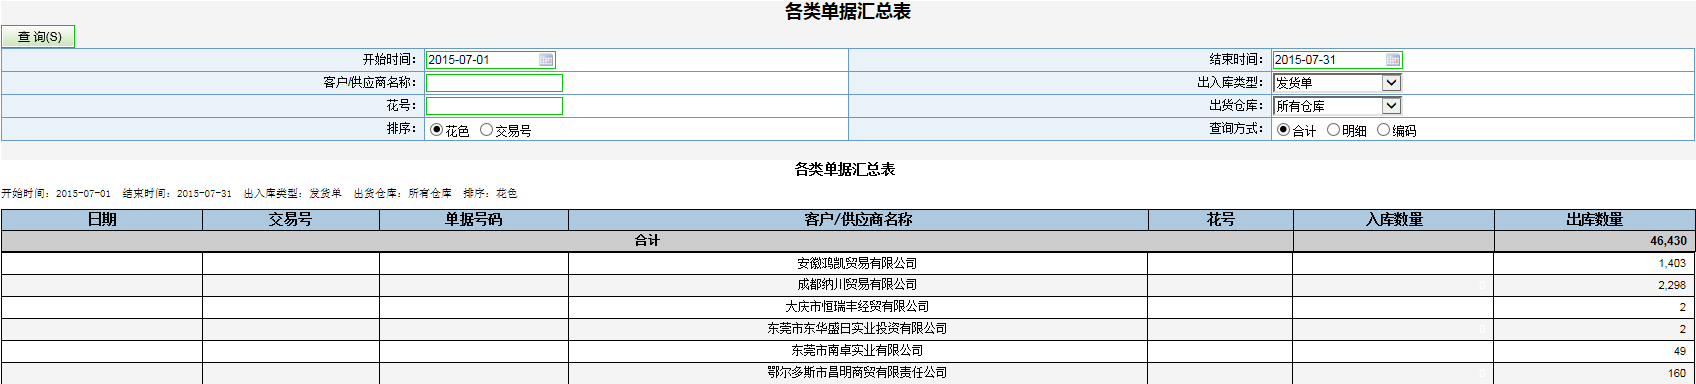 各类单据汇总表
查 询(S)
开始时间： 2015-07-01 结束时间： 2015-07-31
客户/供应商名称： 出入库类型： 发货单
花号： 出货仓库： 所有仓库
排序： 花色 交易号 查询方式： 合计 明细 编码
各类单据汇总表
开始时间：2015-07-01 结束时间：2015-07-31 出入库类型：发货单 出货仓库：所有仓库 排序：花色
日期 交易号 单据号码 客户/供应商名称 花号 入库数量 出库数量
合计 46,430
安徽鸿凯贸易有限公司 1,403
成都纳川贸易有限公司 0 2,298
大庆市恒瑞丰经贸有限公司 2
东莞市东华盛日实业投资有限公司 0 2
东莞市南卓实业有限公司 49
鄂尔多斯市昌明商贸有限责任公司 0 160